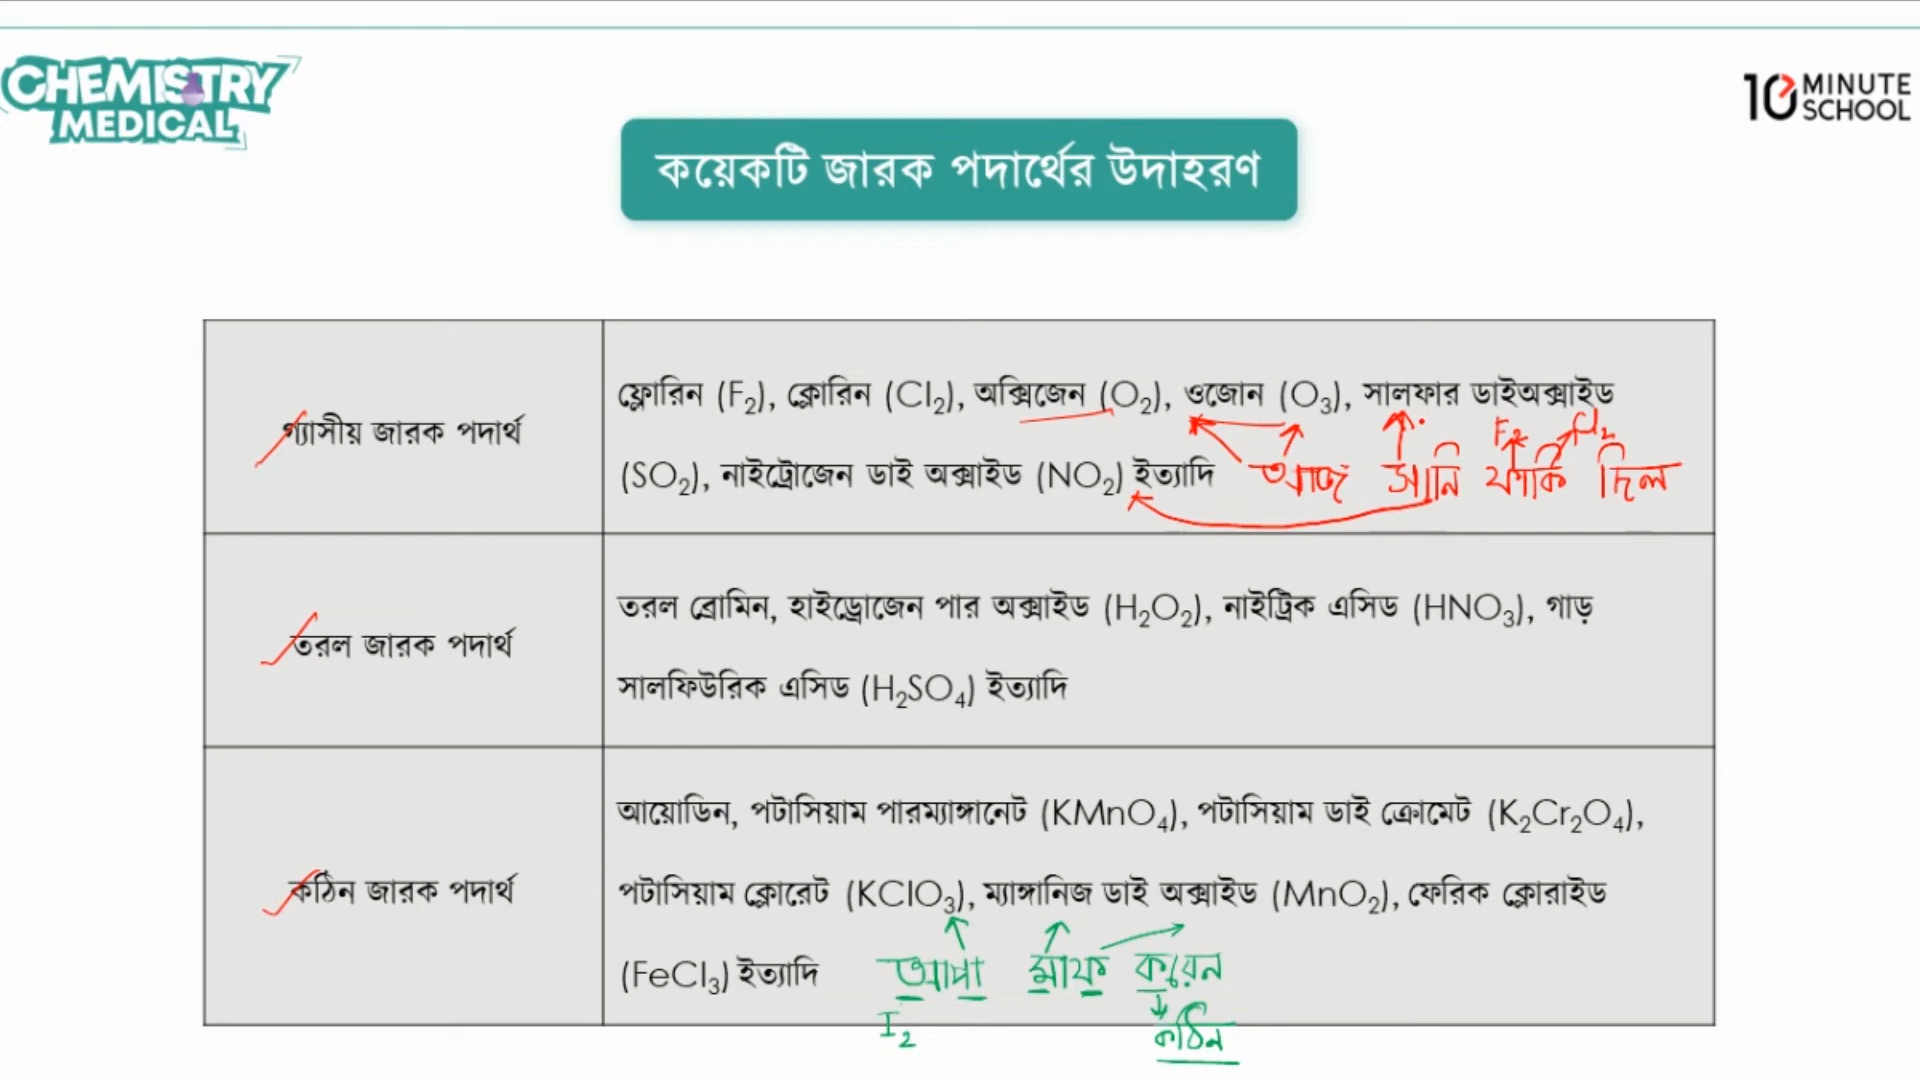 CHEMISTRY
MEDICAL
10 MINUTE
SCHOOL
কয়েকটি জারক পদার্থের উদাহরণ
গ্যাসীয় জারক পদার্থ
ফ্লোরিন (F₂), ক্লোরিন (Cl₂), অক্সিজেন (O₂), ওজোন (O₃), সালফার ডাইঅক্সাইড
F₂ Cl₂
(SO₂), নাইট্রোজেন ডাই অক্সাইড (NO₂) ইত্যাদি
আজ সানি ফাকি দিল
তরল জারক পদার্থ
তরল ব্রোমিন, হাইড্রোজেন পার অক্সাইড (H₂O₂), নাইট্রিক এসিড (HNO₃), গাড়
সালফিউরিক এসিড (H₂SO₄) ইত্যাদি
কঠিন জারক পদার্থ
আয়োডিন, পটাসিয়াম পারম্যাঙ্গানেট (KMnO₄), পটাসিয়াম ডাই ক্রোমেট (K₂Cr₂O₄),
পটাসিয়াম ক্লোরেট (KClO₃), ম্যাঙ্গানিজ ডাই অক্সাইড (MnO₂), ফেরিক ক্লোরাইড
(FeCl₃) ইত্যাদি
আপা মাফ করেন
I₂
কঠিন